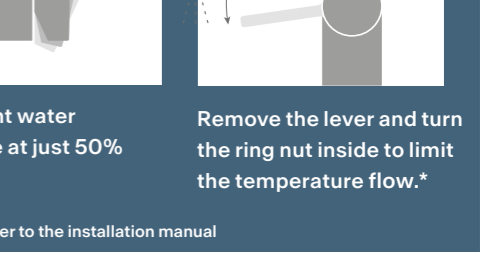 nt water
e at just 50%
Remove the lever and turn
the ring nut inside to limit
the temperature flow.*
er to the installation manual